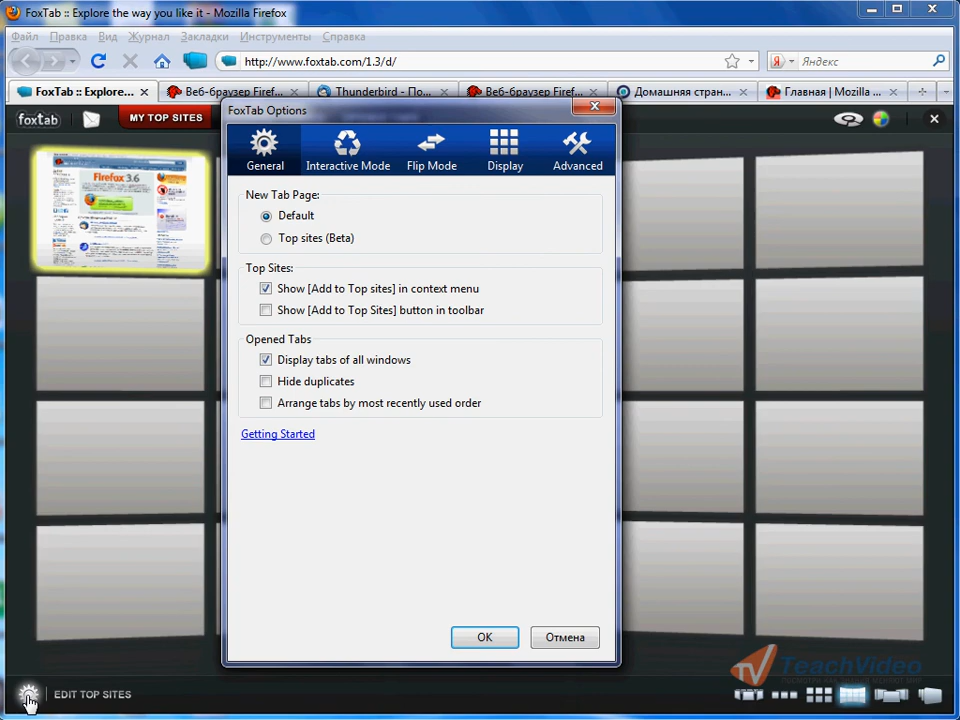 FoxTab :: Explore the way you like it - Mozilla Firefox
Файл Правка Вид Журнал Закладки Инструменты Справка
http://www.foxtab.com/1.3/d/
Яндекс
FoxTab :: Explore...
Веб-браузер Firef...
Thunderbird - По...
Веб-браузер Firef...
Домашняя стран...
Главная | Mozilla ...
foxtab
MY TOP SITES
FoxTab Options
General
Interactive Mode
Flip Mode
Display
Advanced
Firefox 3.6
New Tab Page:
Default
Top sites (Beta)
Top Sites:
Show [Add to Top sites] in context menu
Show [Add to Top Sites] button in toolbar
Opened Tabs
Display tabs of all windows
Hide duplicates
Arrange tabs by most recently used order
Getting Started
OK
Отмена
TeachVideo
EDIT TOP SITES